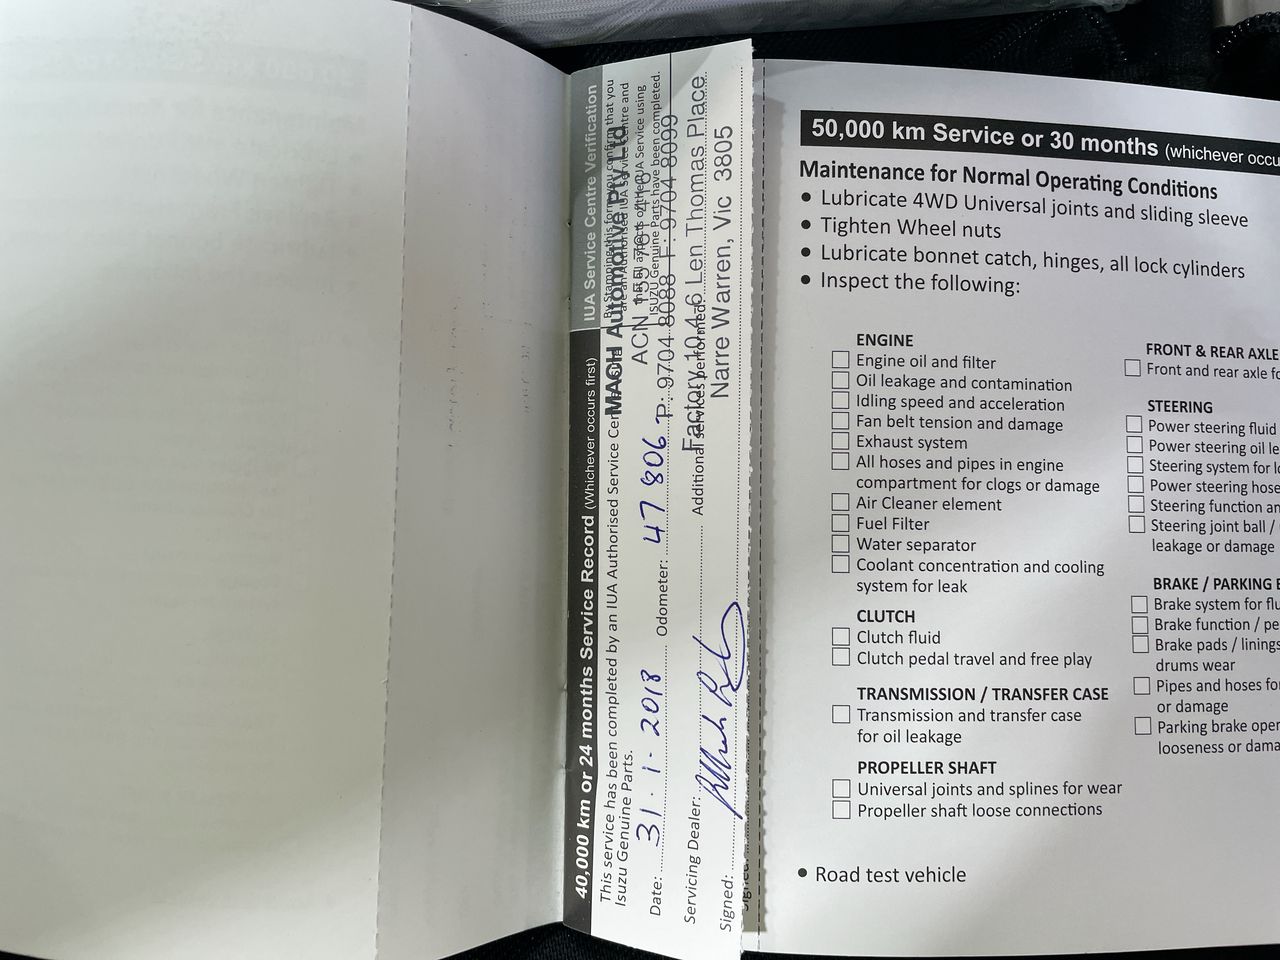 40,000 km or 24 months Service Record (Whichever occurs first)
IUA Service Centre Verification
This service has been completed by an IUA Authorised Service
Isuzu Genuine Parts.
By Stamping this form you confirm that you
are an Authorised IUA Service Centre and
that all aspects of the IUA Service using
ISUZU Genuine Parts have been completed.
MACH Automotive Pty Ltd
ACN
P: 9704 8088 F: 9704 8099
Factory 10 4-6 Len Thomas Place
Narre Warren, Vic 3805
Date: 31 · 1 · 2018 Odometer: 47 806
Servicing Dealer: Additional services performed:
Signed:
Signed:
50,000 km Service or 30 months (whichever occu
Maintenance for Normal Operating Conditions
• Lubricate 4WD Universal joints and sliding sleeve
• Tighten Wheel nuts
• Lubricate bonnet catch, hinges, all lock cylinders
• Inspect the following:
ENGINE
Engine oil and filter
Oil leakage and contamination
Idling speed and acceleration
Fan belt tension and damage
Exhaust system
All hoses and pipes in engine
compartment for clogs or damage
Air Cleaner element
Fuel Filter
Water separator
Coolant concentration and cooling
system for leak
CLUTCH
Clutch fluid
Clutch pedal travel and free play
TRANSMISSION / TRANSFER CASE
Transmission and transfer case
for oil leakage
PROPELLER SHAFT
Universal joints and splines for wear
Propeller shaft loose connections
FRONT & REAR AXLE
Front and rear axle fo
STEERING
Power steering fluid
Power steering oil le
Steering system for lo
Power steering hose
Steering function an
Steering joint ball /
leakage or damage
BRAKE / PARKING B
Brake system for flu
Brake function / pe
Brake pads / linings
drums wear
Pipes and hoses for
or damage
Parking brake oper
looseness or dama
• Road test vehicle